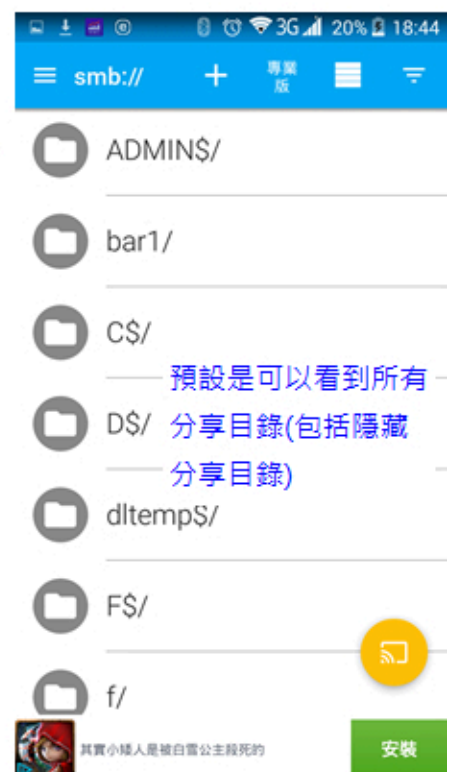 3G 20% 18:44
smb:// 專業
版
ADMIN$/
bar1/
C$/
預設是可以看到所有
D$/ 分享目錄(包括隱藏
分享目錄)
dltemp$/
F$/
f/
其實小矮人是被白雪公主殺死的 安裝